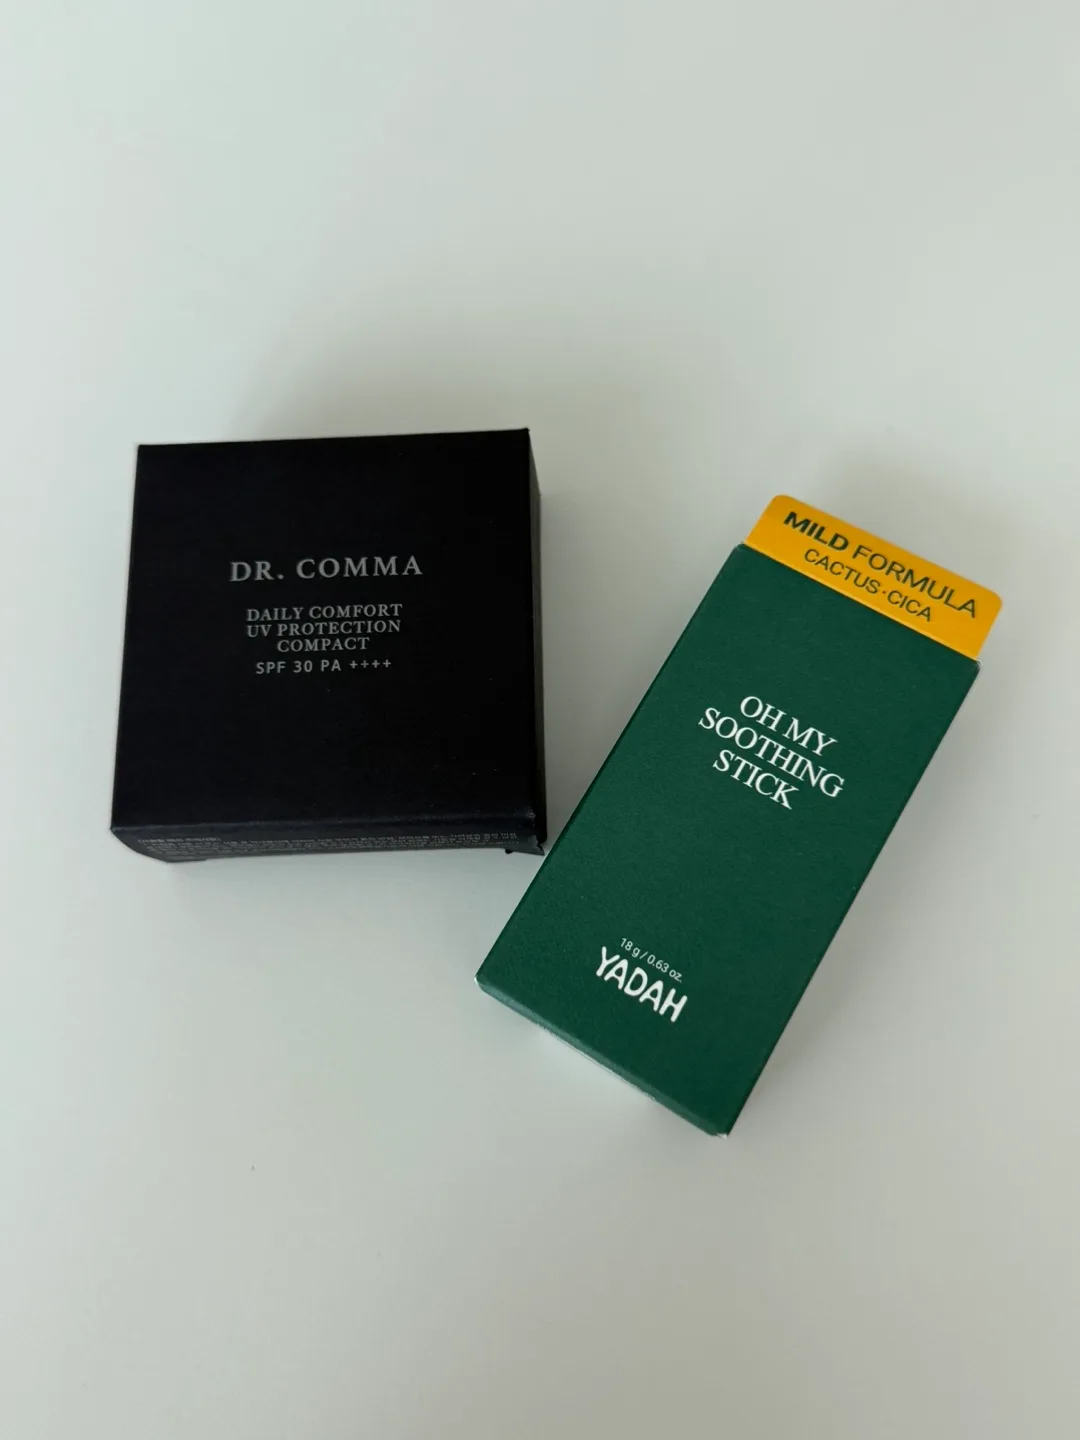 DR. COMMA
DAILY COMFORT
UV PROTECTION
COMPACT
SPF 30 PA ++++
MILD FORMULA
CACTUS·CICA
OH MY
SOOTHING
STICK
18 g / 0.63 oz.
YADAH